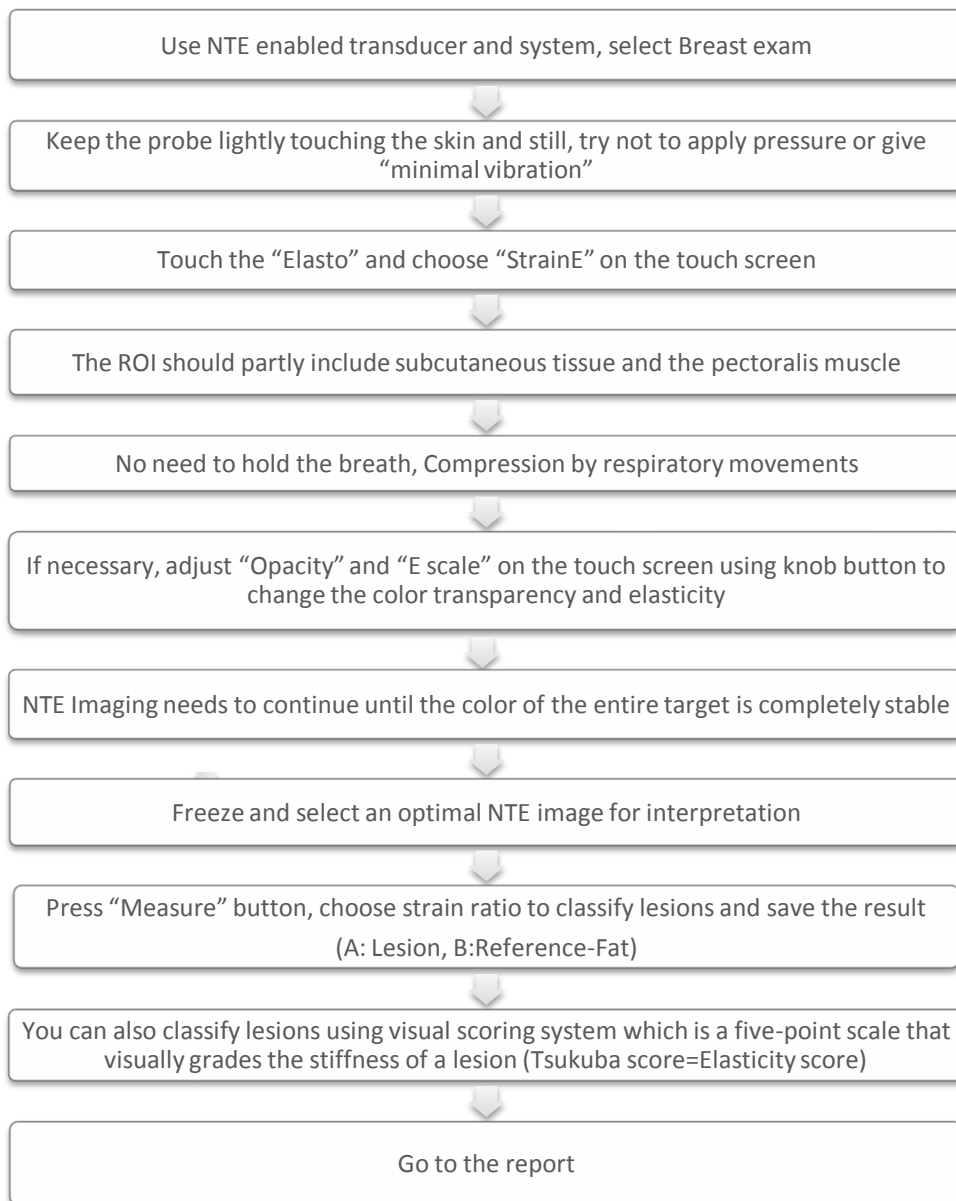 Use NTE enabled transducer and system, select Breast exam
Keep the probe lightly touching the skin and still, try not to apply pressure or give
“minimal vibration”
Touch the “Elasto” and choose “StrainE” on the touch screen
The ROI should partly include subcutaneous tissue and the pectoralis muscle
No need to hold the breath, Compression by respiratory movements
If necessary, adjust “Opacity” and “E scale” on the touch screen using knob button to
change the color transparency and elasticity
NTE Imaging needs to continue until the color of the entire target is completely stable
Freeze and select an optimal NTE image for interpretation
Press “Measure” button, choose strain ratio to classify lesions and save the result
(A: Lesion, B:Reference-Fat)
You can also classify lesions using visual scoring system which is a five-point scale that
visually grades the stiffness of a lesion (Tsukuba score=Elasticity score)
Go to the report